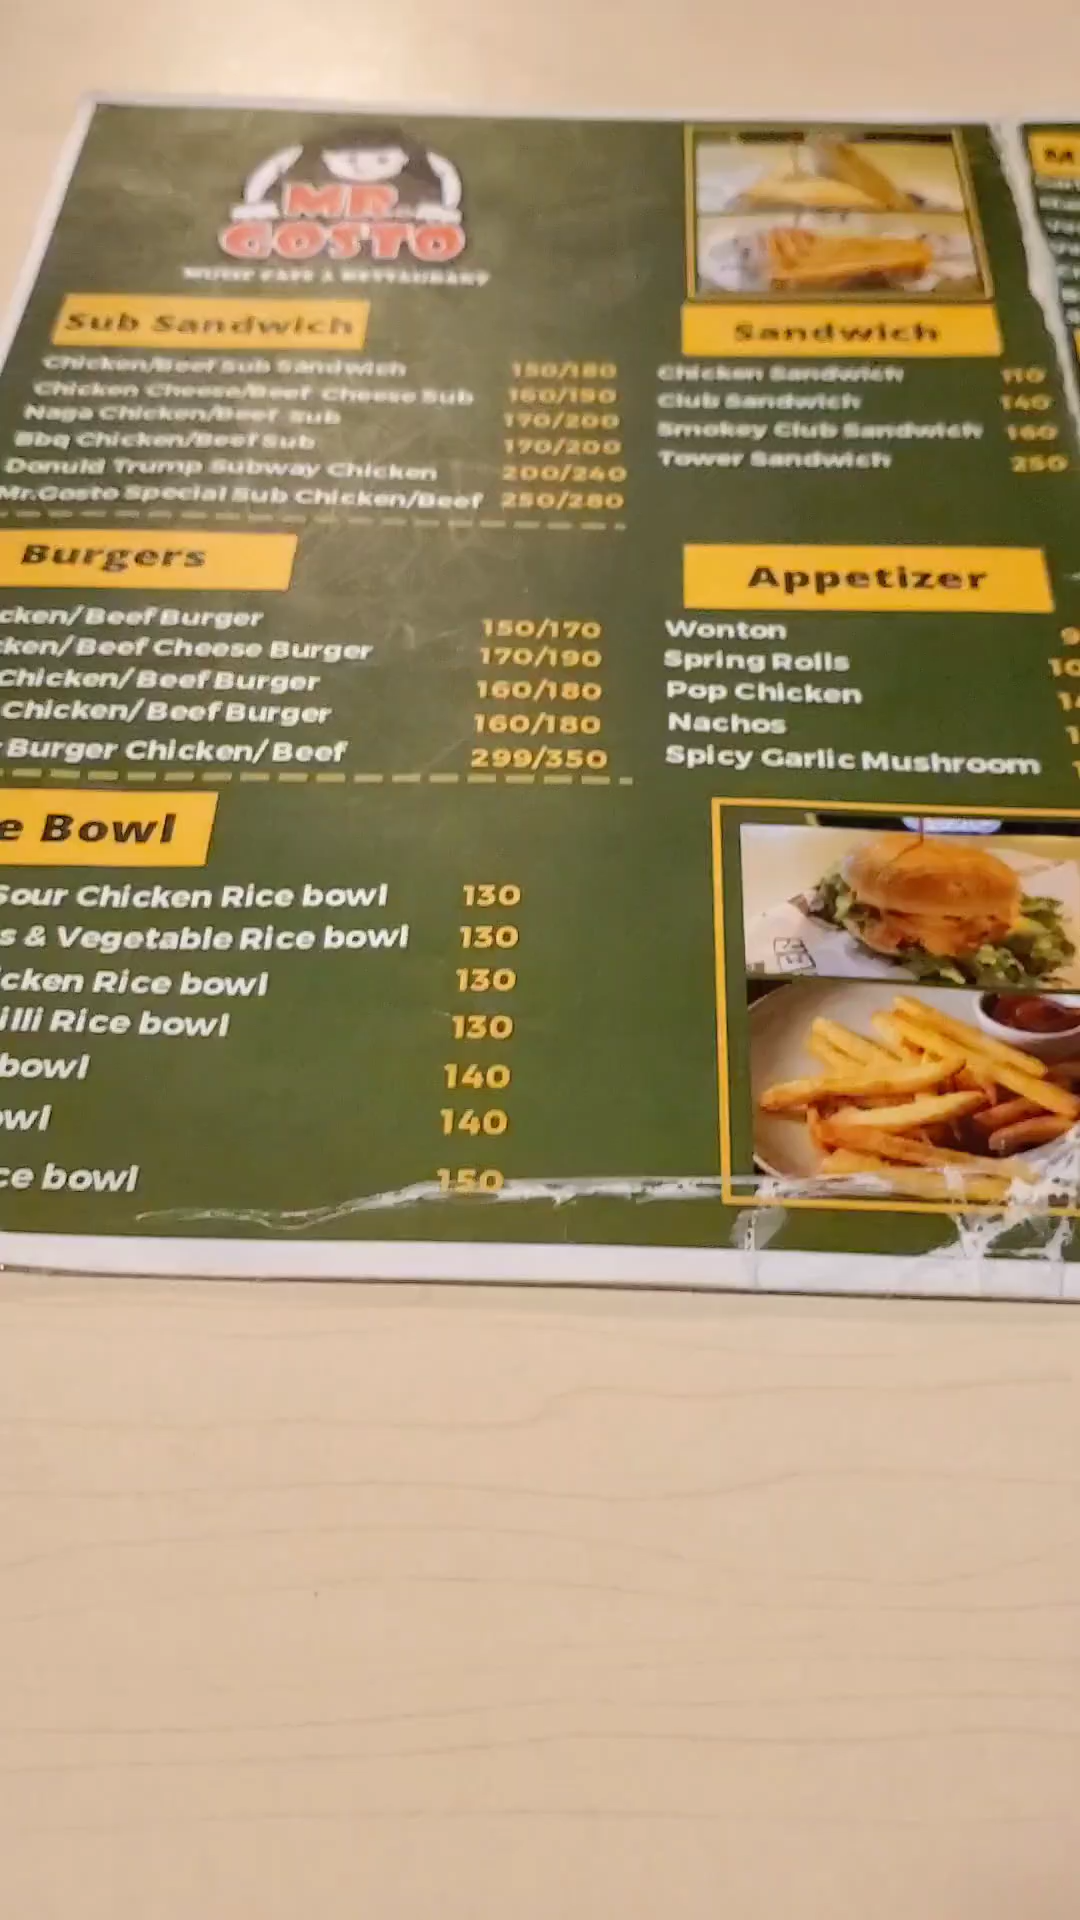 MR.
GOSTO
MUSIC CAFE & RESTAURANT
Sub Sandwich
Chicken/Beef Sub Sandwich 150/180
Chicken Cheese/Beef Cheese Sub 160/190
Naga Chicken/Beef Sub 170/200
Bbq Chicken/Beef Sub 170/200
Donuld Trump Subway Chicken 200/240
Mr.Gosto Special Sub Chicken/Beef 250/280
Burgers
cken/Beef Burger 150/170
ken/Beef Cheese Burger 170/190
Chicken/Beef Burger 160/180
Chicken/Beef Burger 160/180
Burger Chicken/Beef 299/350
e Bowl
Sour Chicken Rice bowl 130
s & Vegetable Rice bowl 130
cken Rice bowl 130
illi Rice bowl 130
bowl 140
owl 140
ce bowl 150
Sandwich
Chicken Sandwich 110
Club Sandwich 140
Smokey Club Sandwich 160
Tower Sandwich 250
Appetizer
Wonton
Spring Rolls
Pop Chicken
Nachos
Spicy Garlic Mushroom